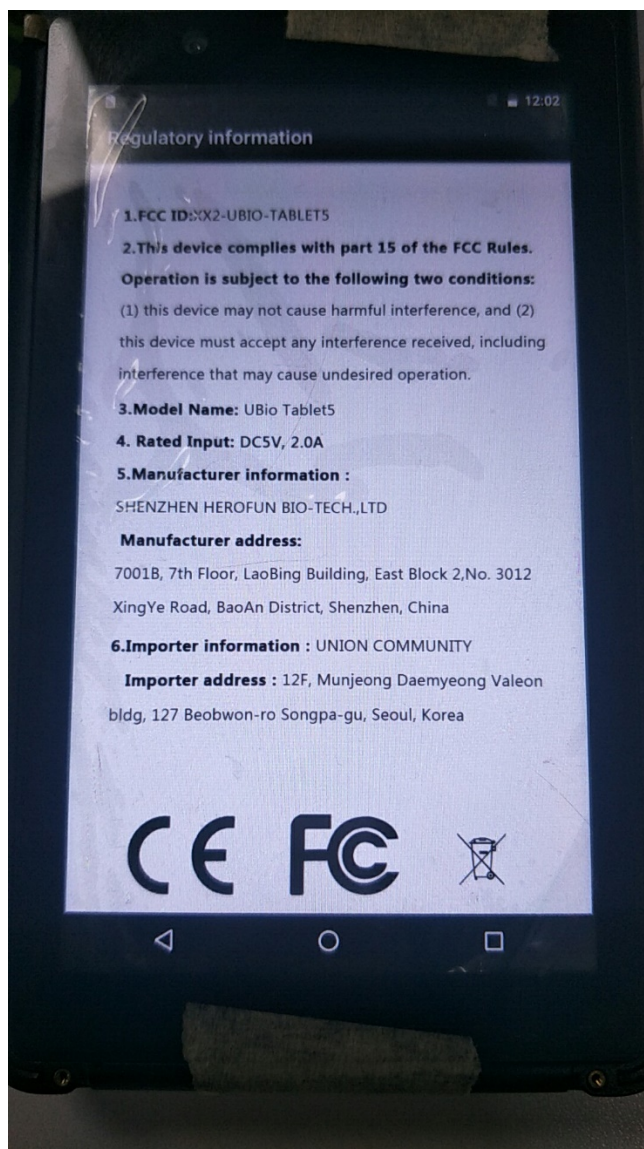 12:02
Regulatory information
1.FCC ID:XX2-UBIO-TABLET5
2.This device complies with part 15 of the FCC Rules.
Operation is subject to the following two conditions:
(1) this device may not cause harmful interference, and (2)
this device must accept any interference received, including
interference that may cause undesired operation.
3.Model Name: UBio Tablet5
4. Rated Input: DC5V, 2.0A
5.Manufacturer information :
SHENZHEN HEROFUN BIO-TECH.,LTD
Manufacturer address:
7001B, 7th Floor, LaoBing Building, East Block 2,No. 3012
XingYe Road, BaoAn District, Shenzhen, China
6.Importer information : UNION COMMUNITY
Importer address : 12F, Munjeong Daemyeong Valeon
bldg, 127 Beobwon-ro Songpa-gu, Seoul, Korea
CE FC